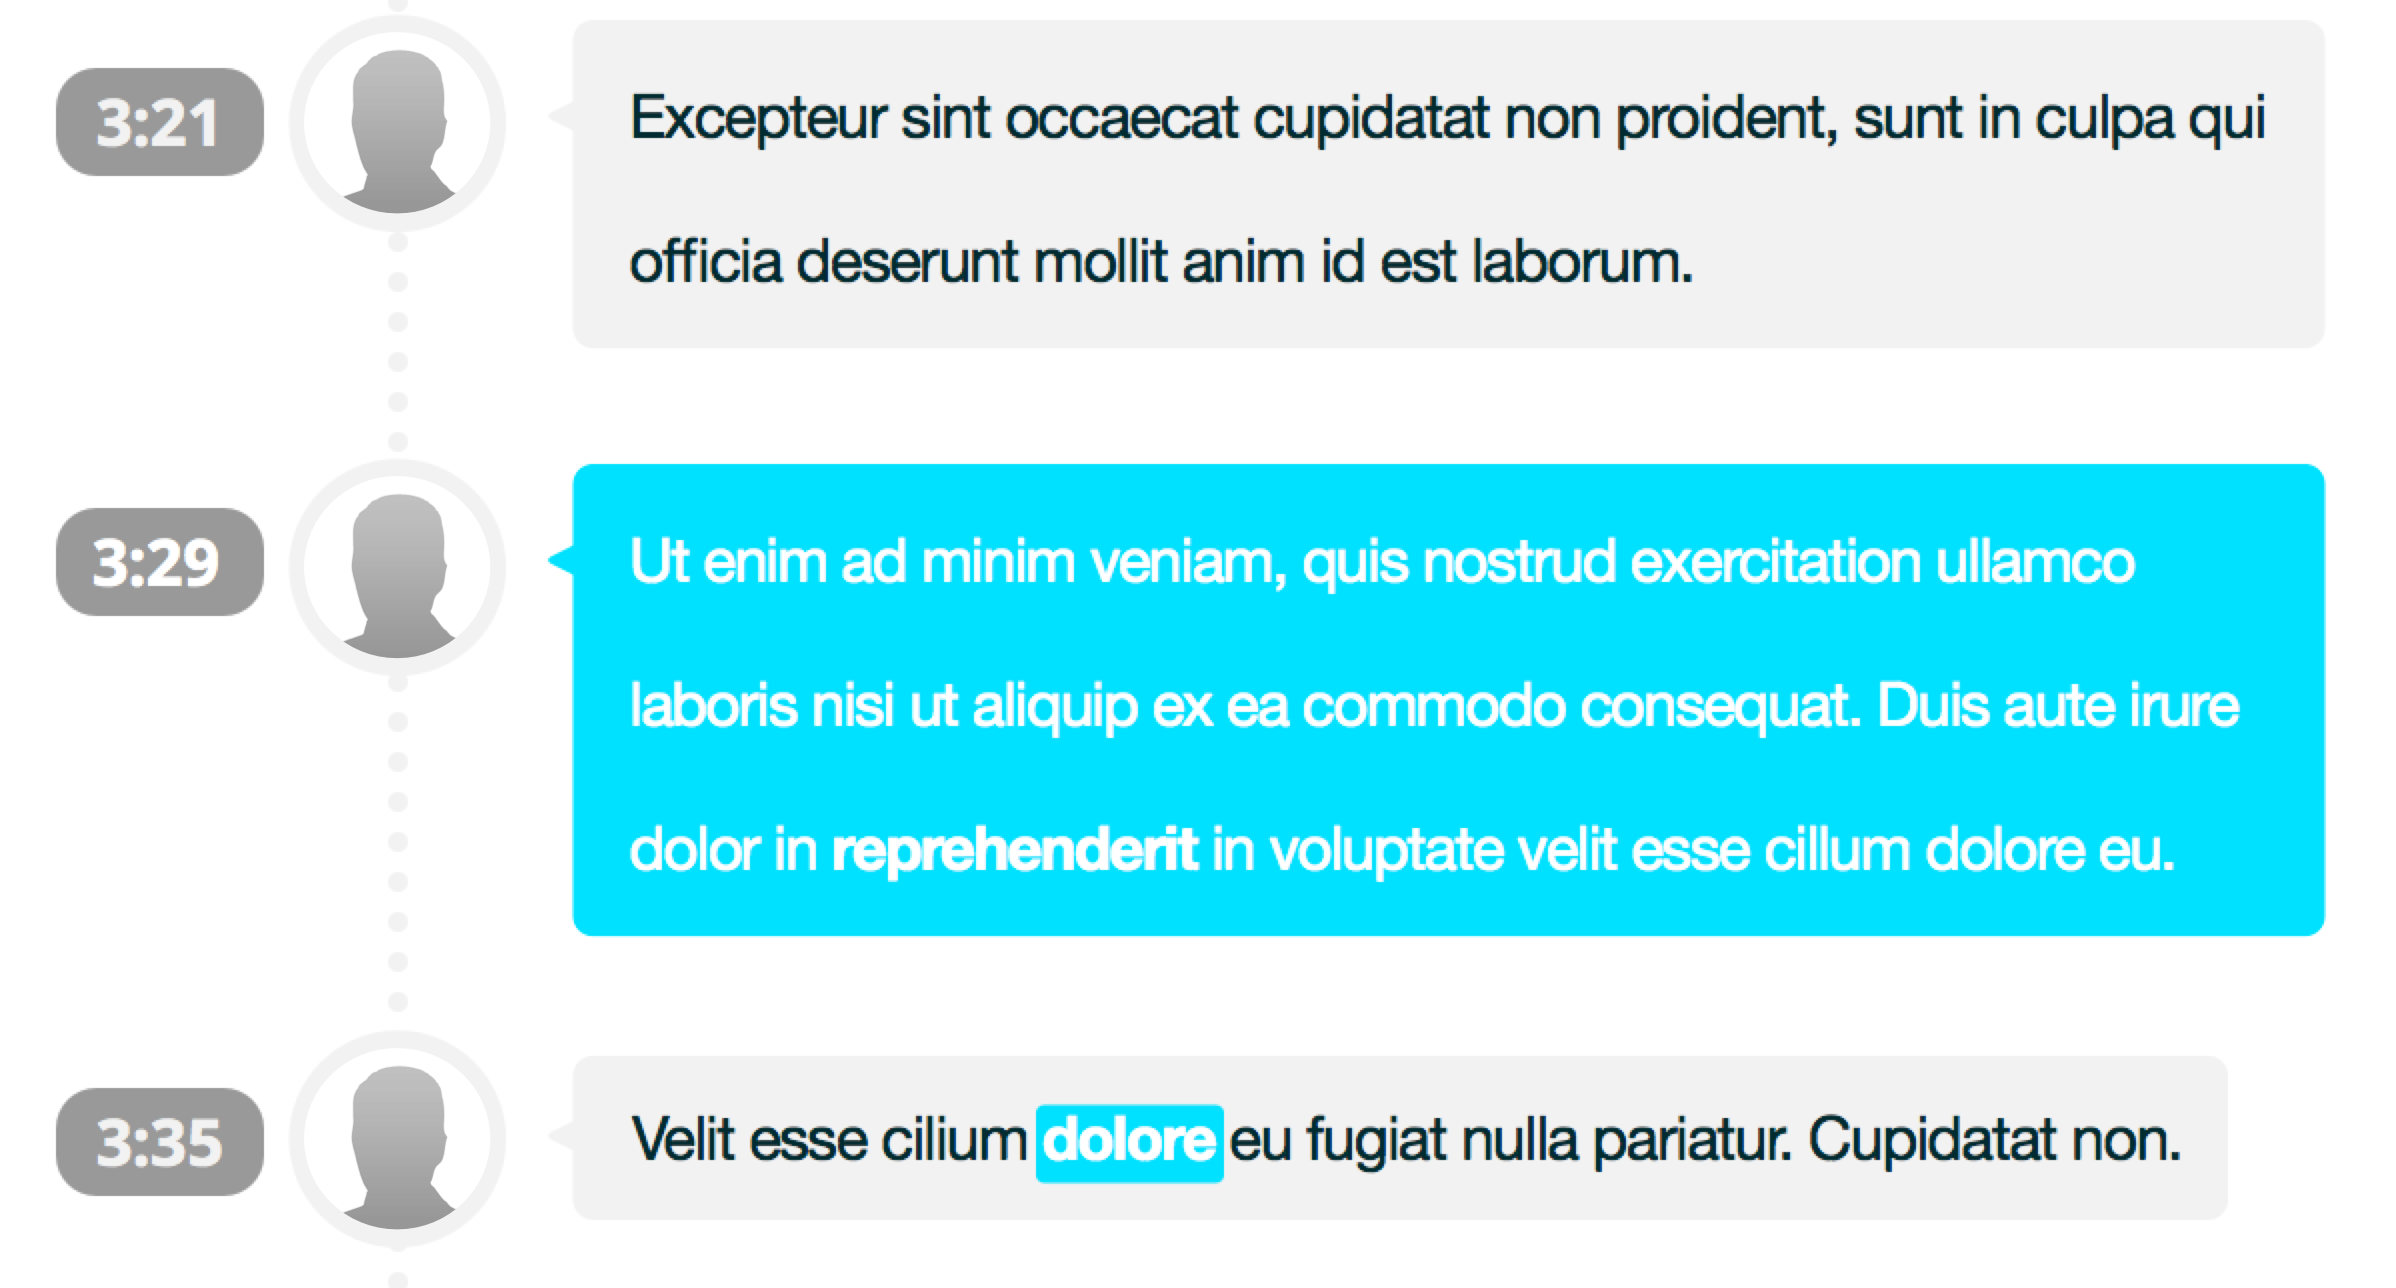 3:21
Excepteur sint occaecat cupidatat non proident, sunt in culpa qui
officia deserunt mollit anim id est laborum.
3:29
Ut enim ad minim veniam, quis nostrud exercitation ullamco
laboris nisi ut aliquip ex ea commodo consequat. Duis aute irure
dolor in reprehenderit in voluptate velit esse cillum dolore eu.
3:35
Velit esse cilium dolore eu fugiat nulla pariatur. Cupidatat non.